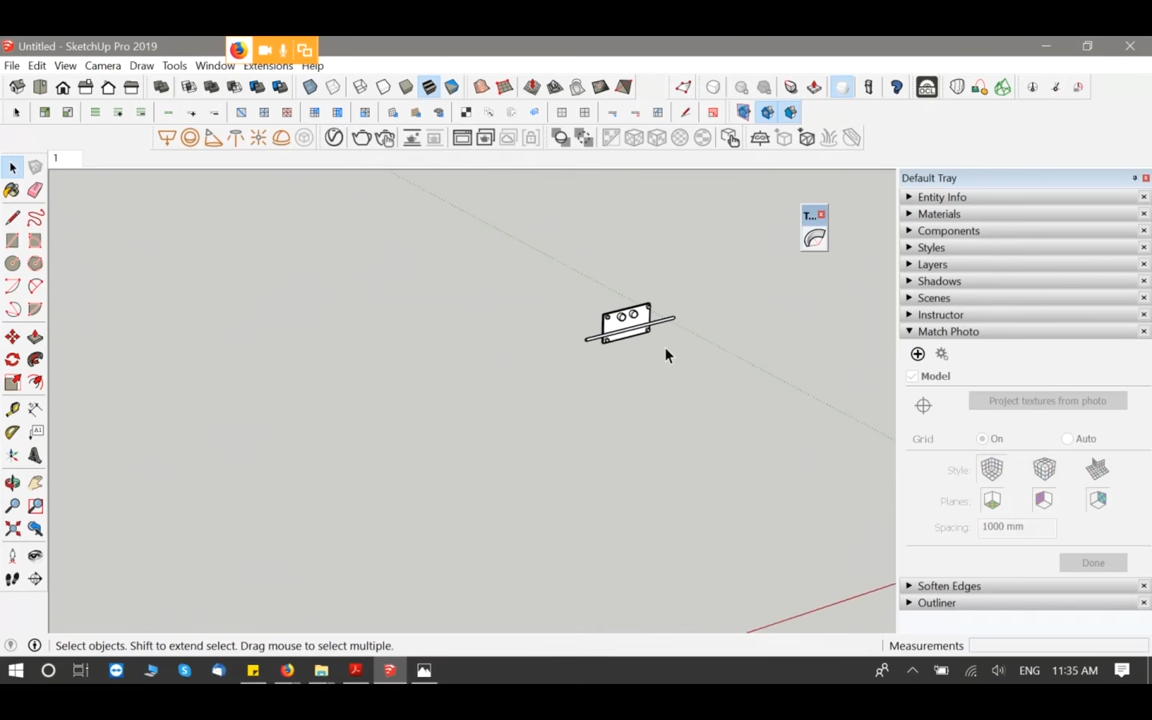 Untitled - SketchUp Pro 2019
File Edit View Camera Draw Tools Window Extensions Help
1
Default Tray
T...
Entity Info
Materials
Components
Styles
Layers
Shadows
Scenes
Instructor
Match Photo
Model
Project textures from photo
Grid On Auto
Style:
Planes:
Spacing: 1000 mm
Done
Soften Edges
Outliner
A1
Select objects. Shift to extend select. Drag mouse to select multiple. Measurements
ENG 11:35 AM